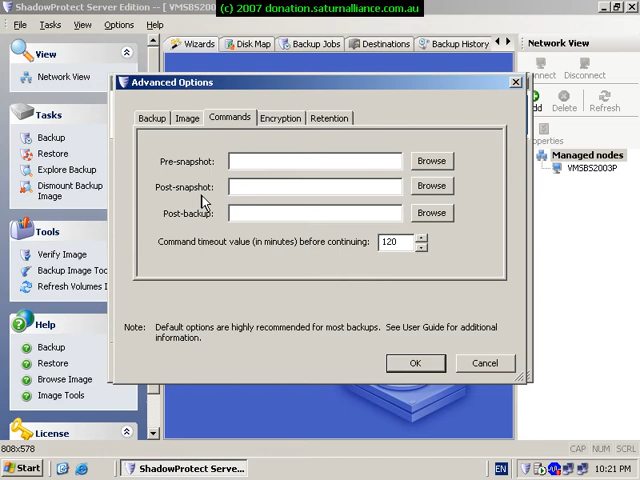 (c) 2007 donation.saturnalliance.com.au
ShadowProtect Server Edition - [ VMSBS2003
File Tasks View Options Help
Wizards Disk Map Backup Jobs Destinations Backup History
Network View
View
Network View
Tasks
Backup
Restore
Explore Backup
Dismount Backup
Image
Tools
Verify Image
Backup Image Too
Refresh Volumes I
Help
Backup
Restore
Browse Image
Image Tools
License
Advanced Options
Backup Image Commands Encryption Retention
Pre-snapshot: Browse
Post-snapshot: Browse
Post-backup: Browse
Command timeout value (in minutes) before continuing: 120
Note: Default options are highly recommended for most backups. See User Guide for additional
information.
OK Cancel
nnect Disconnect
dd Delete Refresh
operties
Managed nodes
VMSBS2003P
808x578 CAP NUM SCRL
Start ShadowProtect Serve... EN 10:21 PM